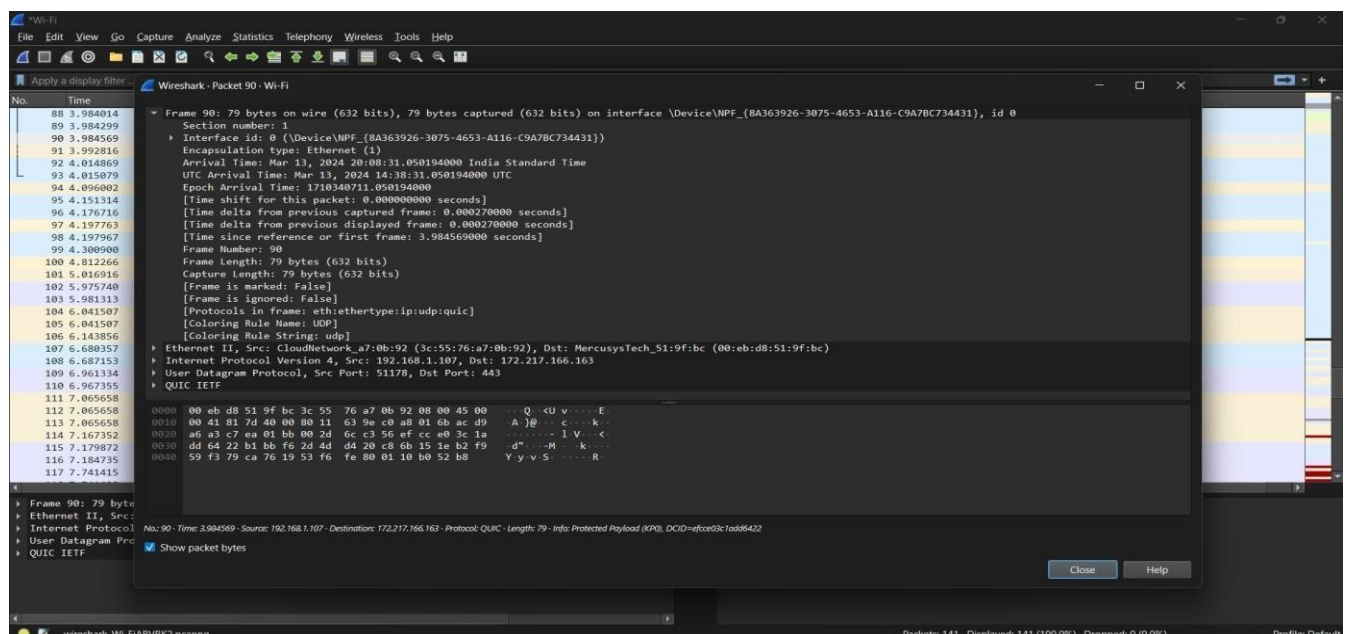 *Wi-Fi
File Edit View Go Capture Analyze Statistics Telephony Wireless Tools Help
Apply a display filter ...
Wireshark · Packet 90 · Wi-Fi
No. Time
88 3.984014
89 3.984299
90 3.984569
91 3.992816
92 4.014869
93 4.015079
94 4.096002
95 4.151314
96 4.176716
97 4.197763
98 4.197967
99 4.300900
100 4.812266
101 5.016916
102 5.975740
103 5.981313
104 6.041507
105 6.041507
106 6.143856
107 6.680357
108 6.687153
109 6.961334
110 6.967355
111 7.065658
112 7.065658
113 7.065658
114 7.167352
115 7.179872
116 7.184735
117 7.741415
Frame 90: 79 bytes on wire (632 bits), 79 bytes captured (632 bits) on interface \Device\NPF_{8A363926-3075-4653-A116-C9A7BC734431}, id 0
Section number: 1
Interface id: 0 (\Device\NPF_{8A363926-3075-4653-A116-C9A7BC734431})
Encapsulation type: Ethernet (1)
Arrival Time: Mar 13, 2024 20:08:31.050194000 India Standard Time
UTC Arrival Time: Mar 13, 2024 14:38:31.050194000 UTC
Epoch Arrival Time: 1710340711.050194000
[Time shift for this packet: 0.000000000 seconds]
[Time delta from previous captured frame: 0.000270000 seconds]
[Time delta from previous displayed frame: 0.000270000 seconds]
[Time since reference or first frame: 3.984569000 seconds]
Frame Number: 90
Frame Length: 79 bytes (632 bits)
Capture Length: 79 bytes (632 bits)
[Frame is marked: False]
[Frame is ignored: False]
[Protocols in frame: eth:ethertype:ip:udp:quic]
[Coloring Rule Name: UDP]
[Coloring Rule String: udp]
Ethernet II, Src: CloudNetwork_a7:0b:92 (3c:55:76:a7:0b:92), Dst: MercusysTech_51:9f:bc (00:eb:d8:51:9f:bc)
Internet Protocol Version 4, Src: 192.168.1.107, Dst: 172.217.166.163
User Datagram Protocol, Src Port: 51178, Dst Port: 443
QUIC IETF
0000 00 eb d8 51 9f bc 3c 55 76 a7 0b 92 08 00 45 00 ···Q··<U v·····E·
0010 00 41 81 7d 40 00 80 11 63 9e c0 a8 01 6b ac d9 ·A·}@··· c····k··
0020 a6 a3 c7 ea 01 bb 00 2d 6c c3 56 ef cc e0 3c 1a ·······- l·V···<·
0030 dd 64 22 b1 bb f6 2d 4d d4 20 c8 6b 15 1e b2 f9 ·d"···-M · ·k····
0040 59 f3 79 ca 76 19 53 f6 fe 80 01 10 b0 52 b8 Y·y·v·S· ·····R·
No.: 90 · Time: 3.984569 · Source: 192.168.1.107 · Destination: 172.217.166.163 · Protocol: QUIC · Length: 79 · Info: Protected Payload (KP0), DCID=efcce03c1add6422
Show packet bytes
Close Help
Frame 90: 79 byte
Ethernet II, Src:
Internet Protocol
User Datagram Pro
QUIC IETF
Packets: 141 · Displayed: 141 (100.0%) · Dropped: 0 (0.0%) Profile: Default